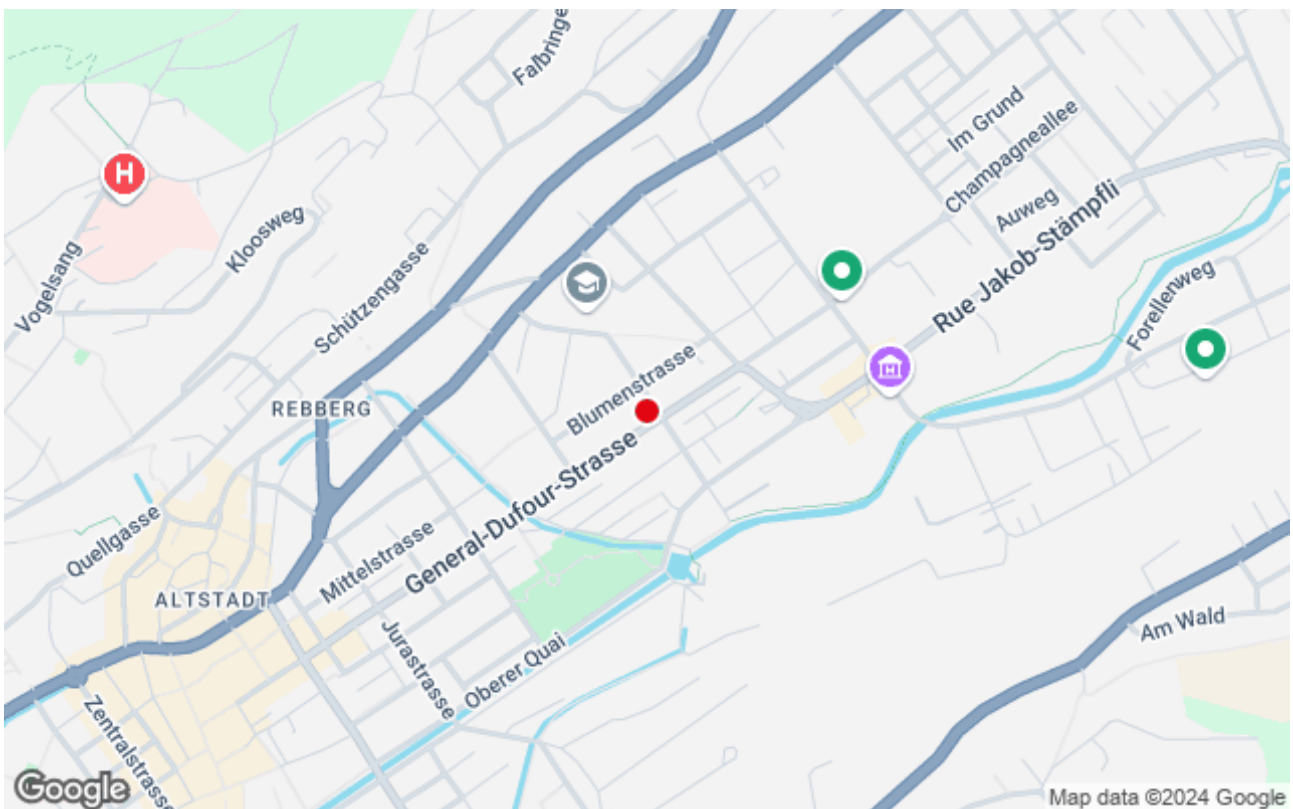 Falbringe
Im Grund
Champagneallee
Auweg
Rue Jakob-Stämpfli
H
Kloosweg
Vogelsang
Schützengasse
Forellenweg
Blumenstrasse
REBBERG
H
General-Dufour-Strasse
Quellgasse
Mittelstrasse
ALTSTADT
Jurastrasse
Oberer Quai
Am Wald
Zentralstrasse
Google
Map data ©2024 Google